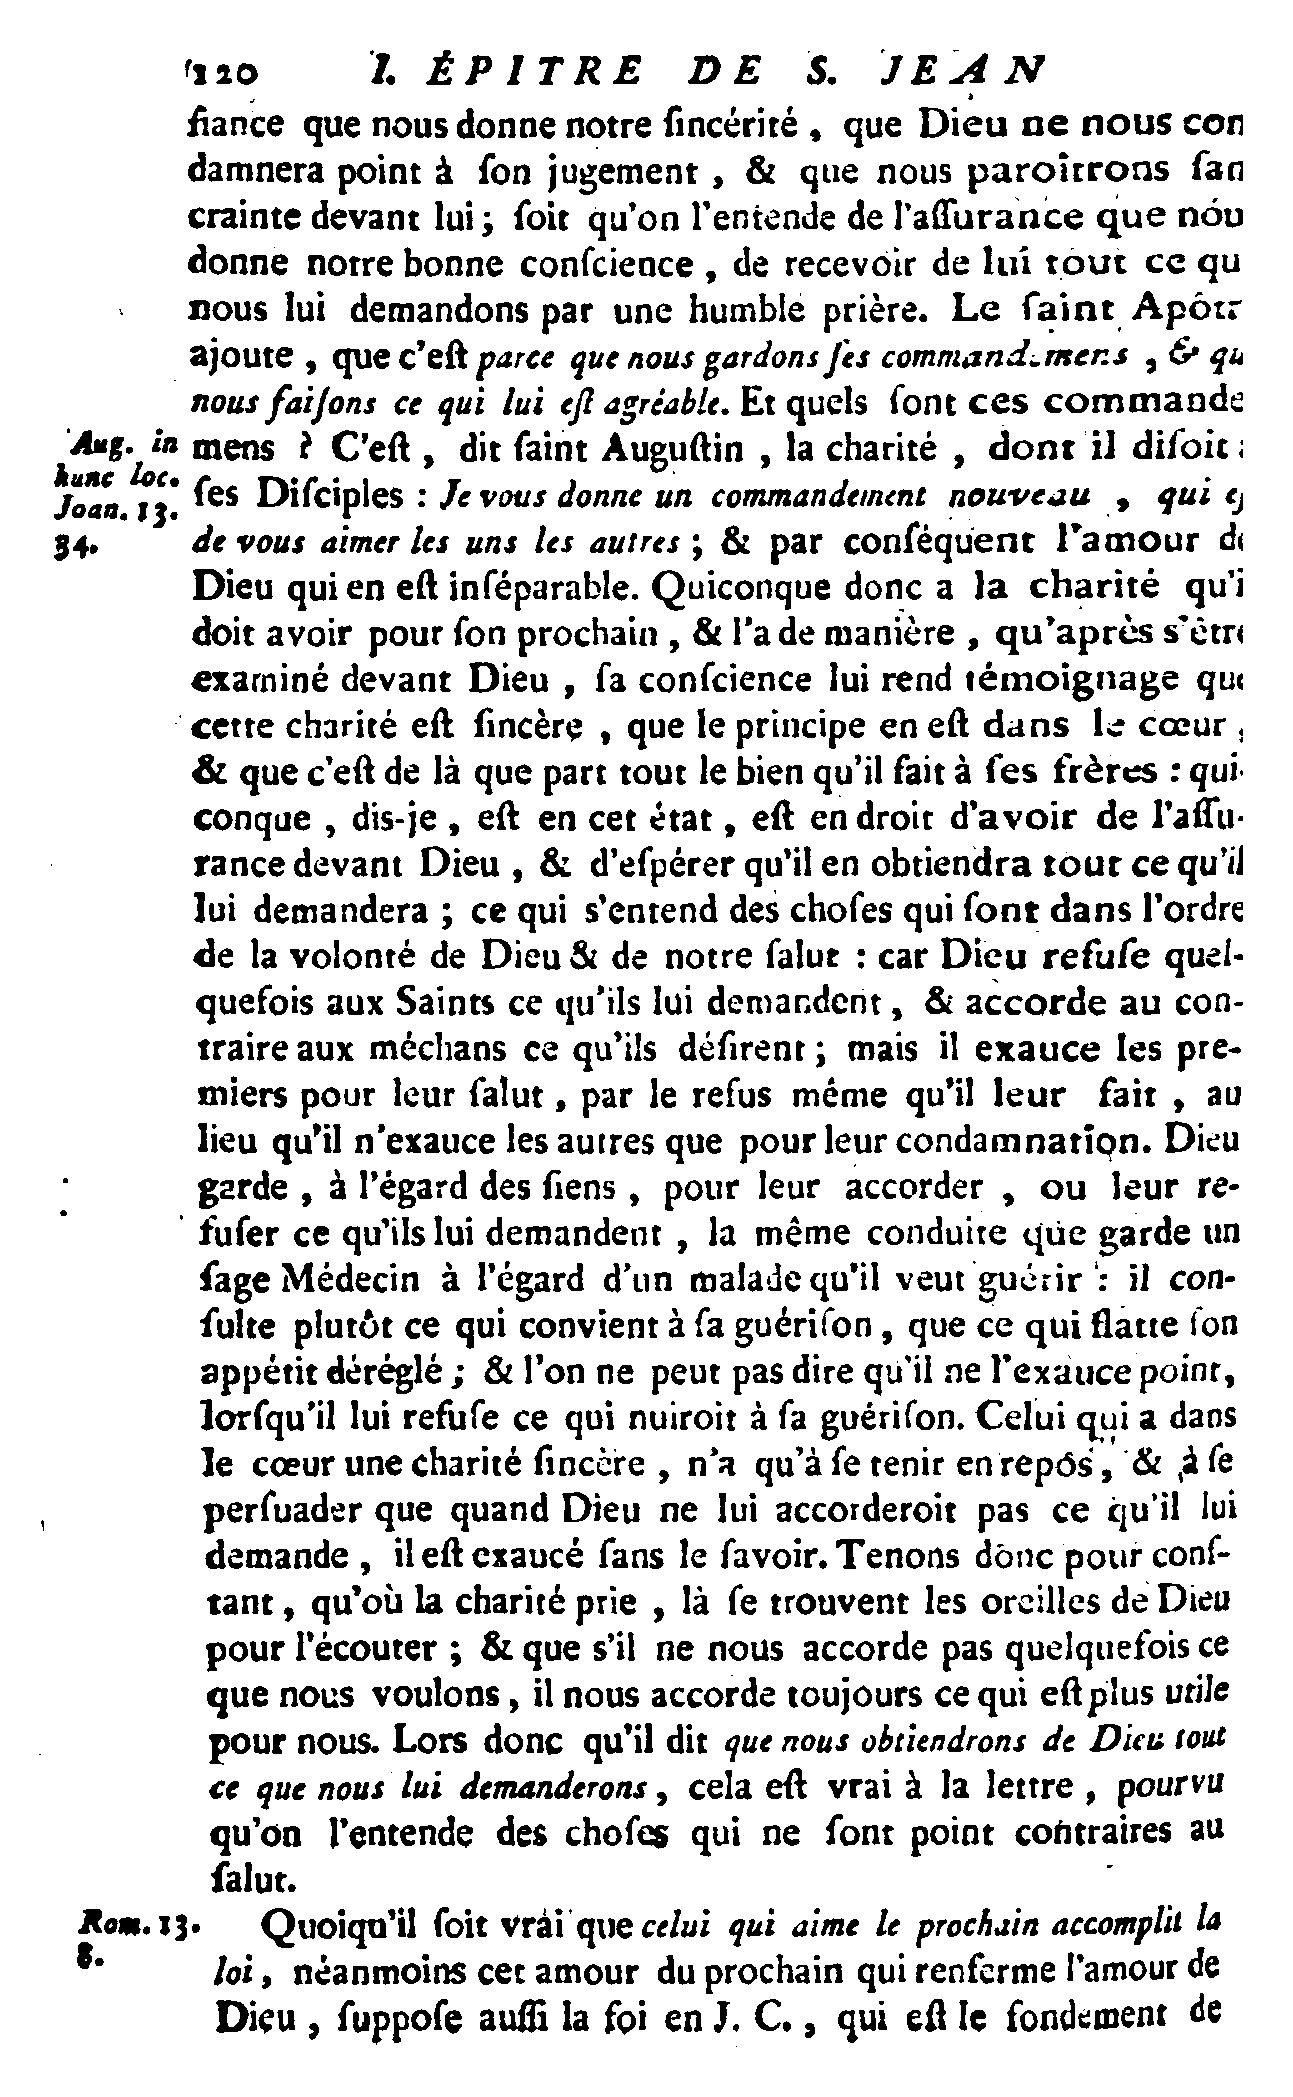 120 I. ÉPITRE DE S. JEAN
fiance que nous donne notre ſincérité, que Dieu ne nous con
damnera point à ſon jugement, & que nous paroîtrons ſan
crainte devant lui; ſoit qu'on l'entende de l'aſſurance que nou
donne notre bonne conſcience, de recevoir de lui tout ce qu
nous lui demandons par une humble prière. Le ſaint Apôtr
ajoute, que c'eſt parce que nous gardons ſes commandemens, & qu
nous faiſons ce qui lui eſt agréable. Et quels ſont ces commande
Aug. in
hunc loc.
Joan. 13.
34.
mens ? C'eſt, dit ſaint Auguſtin, la charité, dont il diſoit
ſes Diſciples : Je vous donne un commandement nouveau, qui
de vous aimer les uns les autres; & par conſéquent l'amour de
Dieu qui en eſt inſéparable. Quiconque donc a la charité qu'i
doit avoir pour ſon prochain, & l'a de manière, qu'après s'être
examiné devant Dieu, ſa conſcience lui rend témoignage que
cette charité eſt ſincère, que le principe en eſt dans le cœur,
& que c'eſt de là que part tout le bien qu'il fait à ſes frères : qui-
conque, dis-je, eſt en cet état, eſt en droit d'avoir de l'aſſu-
rance devant Dieu, & d'eſpérer qu'il en obtiendra tout ce qu'il
lui demandera; ce qui s'entend des choſes qui ſont dans l'ordre
de la volonté de Dieu & de notre ſalut : car Dieu refuſe quel-
quefois aux Saints ce qu'ils lui demandent, & accorde au con-
traire aux méchans ce qu'ils déſirent; mais il exauce les pre-
miers pour leur ſalut, par le refus même qu'il leur fait, au
lieu qu'il n'exauce les autres que pour leur condamnation. Dieu
garde, à l'égard des ſiens, pour leur accorder, ou leur re-
fuſer ce qu'ils lui demandent, la même conduite que garde un
ſage Médecin à l'égard d'un malade qu'il veut guérir : il con-
ſulte plutôt ce qui convient à ſa guériſon, que ce qui flatte ſon
appétit déréglé; & l'on ne peut pas dire qu'il ne l'exauce point,
lorſqu'il lui refuſe ce qui nuiroit à ſa guériſon. Celui qui a dans
le cœur une charité ſincère, n'a qu'à ſe tenir en repos, & à ſe
perſuader que quand Dieu ne lui accorderoit pas ce qu'il lui
demande, il eſt exaucé ſans le ſavoir. Tenons donc pour conſ-
tant, qu'où la charité prie, là ſe trouvent les oreilles de Dieu
pour l'écouter; & que s'il ne nous accorde pas quelquefois ce
que nous voulons, il nous accorde toujours ce qui eſt plus utile
pour nous. Lors donc qu'il dit que nous obtiendrons de Dieu tout
ce que nous lui demanderons, cela eſt vrai à la lettre, pourvu
qu'on l'entende des choſes qui ne ſont point contraires au
ſalut.
Rom. 13.
8.
Quoiqu'il ſoit vrai que celui qui aime le prochain accomplit la
loi, néanmoins cet amour du prochain qui renferme l'amour de
Dieu, ſuppoſe auſſi la foi en J. C., qui eſt le fondement de